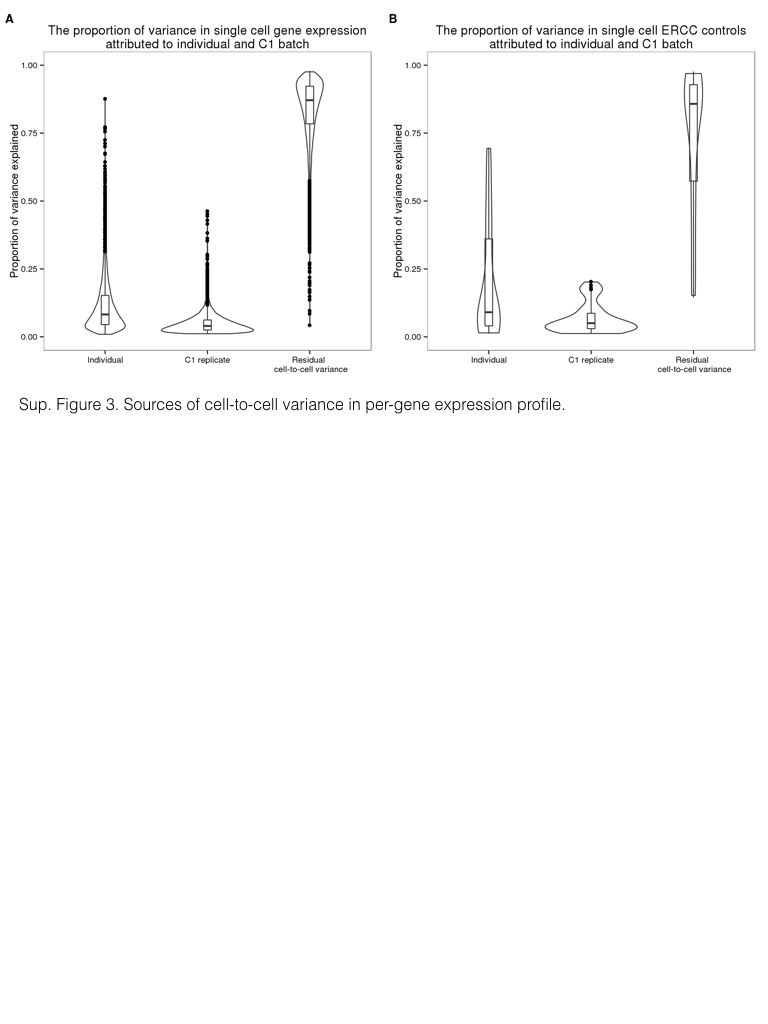 A
The proportion of variance in single cell gene expression
attributed to individual and C1 batch
1.00
0.75
0.50
0.25
0.00
Proportion of variance explained
Individual
C1 replicate
Residual
cell-to-cell variance
B
The proportion of variance in single cell ERCC controls
attributed to individual and C1 batch
1.00
0.75
0.50
0.25
0.00
Proportion of variance explained
Individual
C1 replicate
Residual
cell-to-cell variance
Sup. Figure 3. Sources of cell-to-cell variance in per-gene expression profile.